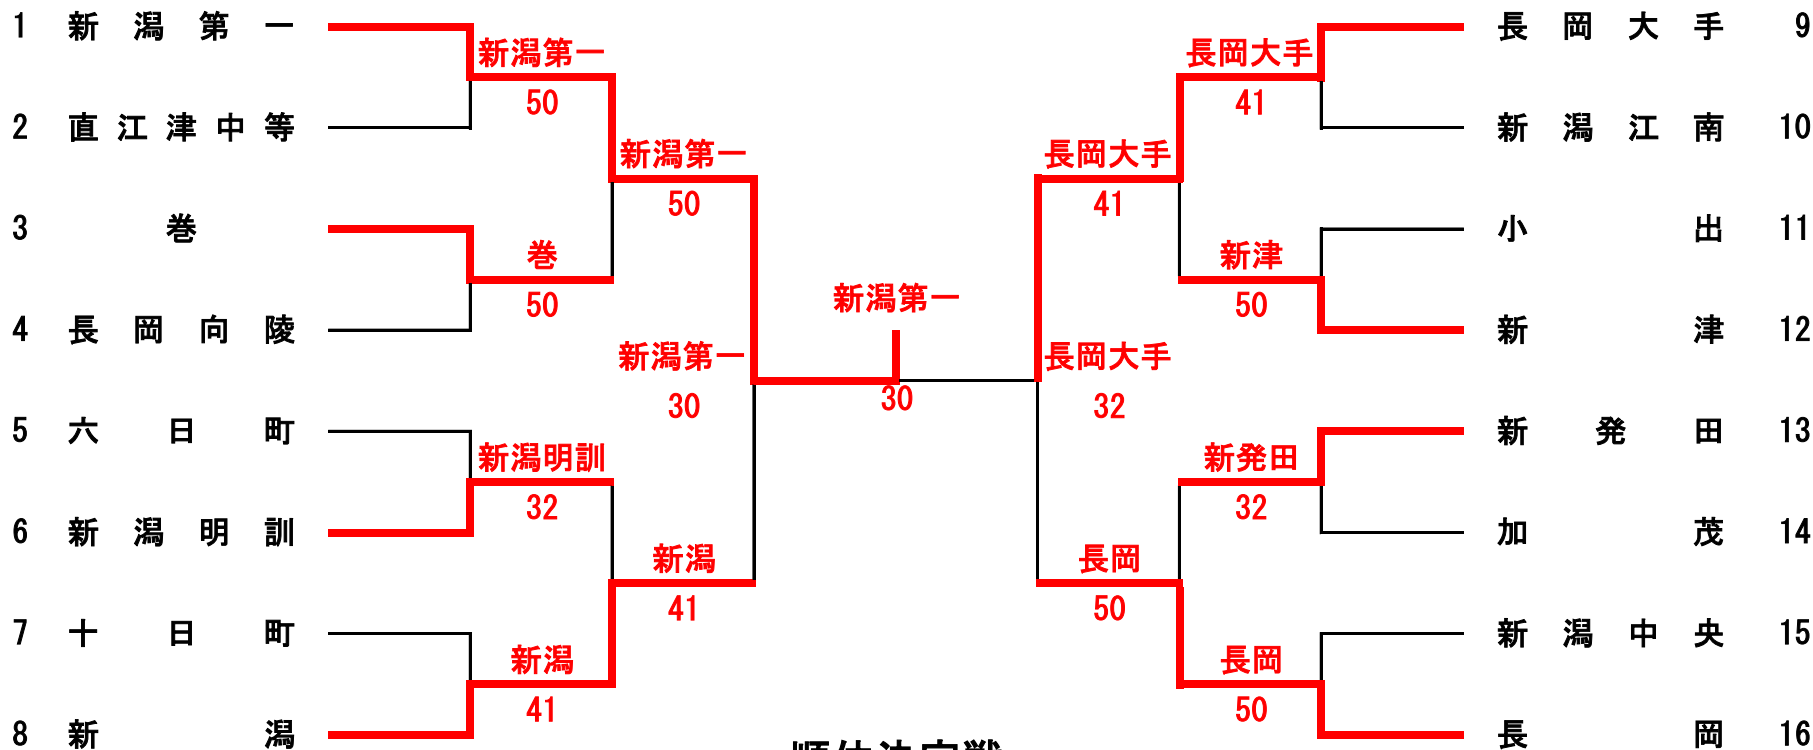 1 新潟第一
2 直江津中等
3 巻
4 長岡向陵
5 六日町
6 新潟明訓
7 十日町
8 新潟
新潟第一
50
巻
50
新潟明訓
32
新潟
41
新潟第一
50
新潟
41
新潟第一
30
新潟第一
30
長岡大手
32
長岡大手
41
長岡
50
長岡大手
41
新津
50
新発田
32
長岡
50
長岡大手 9
新潟江南 10
小出 11
新津 12
新発田 13
加茂 14
新潟中央 15
長岡 16
順位決定戦